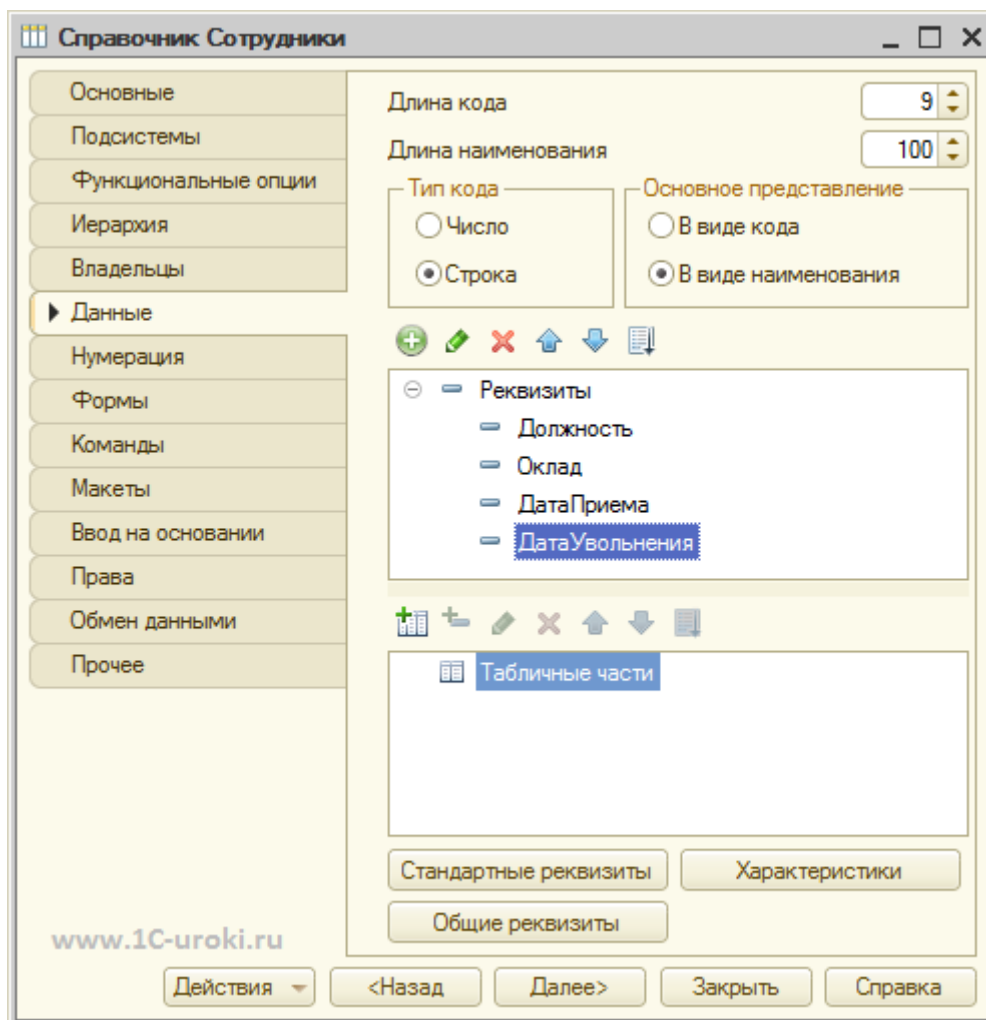 Справочник Сотрудники
Основные
Подсистемы
Функциональные опции
Иерархия
Владельцы
Данные
Нумерация
Формы
Команды
Макеты
Ввод на основании
Права
Обмен данными
Прочее
Длина кода 9
Длина наименования 100
Тип кода
Число
Строка
Основное представление
В виде кода
В виде наименования
Реквизиты
Должность
Оклад
ДатаПриема
ДатаУвольнения
Табличные части
Стандартные реквизиты Характеристики
Общие реквизиты
www.1C-uroki.ru
Действия <Назад Далее> Закрыть Справка